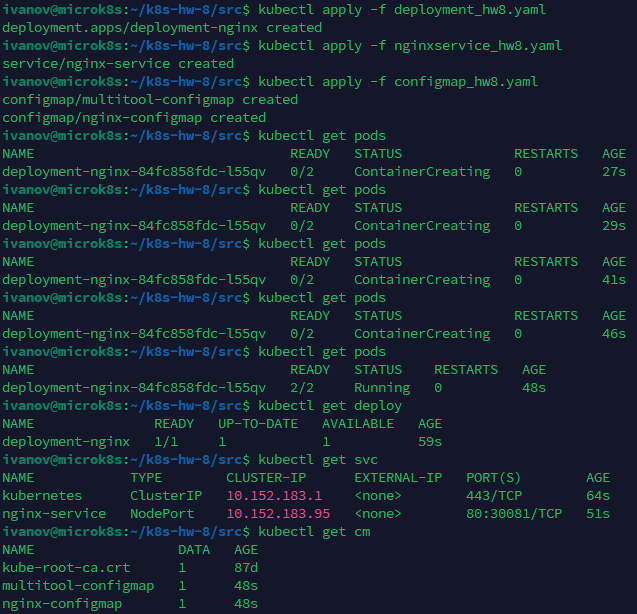 ivanov@microk8s:~/k8s-hw-8/src$ kubectl apply -f deployment_hw8.yaml
deployment.apps/deployment-nginx created
ivanov@microk8s:~/k8s-hw-8/src$ kubectl apply -f nginxservice_hw8.yaml
service/nginx-service created
ivanov@microk8s:~/k8s-hw-8/src$ kubectl apply -f configmap_hw8.yaml
configmap/multitool-configmap created
configmap/nginx-configmap created
ivanov@microk8s:~/k8s-hw-8/src$ kubectl get pods
NAME                                READY   STATUS              RESTARTS   AGE
deployment-nginx-84fc858fdc-l55qv   0/2     ContainerCreating   0          27s
ivanov@microk8s:~/k8s-hw-8/src$ kubectl get pods
NAME                                READY   STATUS              RESTARTS   AGE
deployment-nginx-84fc858fdc-l55qv   0/2     ContainerCreating   0          29s
ivanov@microk8s:~/k8s-hw-8/src$ kubectl get pods
NAME                                READY   STATUS              RESTARTS   AGE
deployment-nginx-84fc858fdc-l55qv   0/2     ContainerCreating   0          41s
ivanov@microk8s:~/k8s-hw-8/src$ kubectl get pods
NAME                                READY   STATUS              RESTARTS   AGE
deployment-nginx-84fc858fdc-l55qv   0/2     ContainerCreating   0          46s
ivanov@microk8s:~/k8s-hw-8/src$ kubectl get pods
NAME                                READY   STATUS    RESTARTS   AGE
deployment-nginx-84fc858fdc-l55qv   2/2     Running   0          48s
ivanov@microk8s:~/k8s-hw-8/src$ kubectl get deploy
NAME               READY   UP-TO-DATE   AVAILABLE   AGE
deployment-nginx   1/1     1            1           59s
ivanov@microk8s:~/k8s-hw-8/src$ kubectl get svc
NAME            TYPE        CLUSTER-IP      EXTERNAL-IP   PORT(S)        AGE
kubernetes      ClusterIP   10.152.183.1    <none>        443/TCP        64s
nginx-service   NodePort    10.152.183.95   <none>        80:30081/TCP   51s
ivanov@microk8s:~/k8s-hw-8/src$ kubectl get cm
NAME                  DATA   AGE
kube-root-ca.crt      1      87d
multitool-configmap   1      48s
nginx-configmap       1      48s